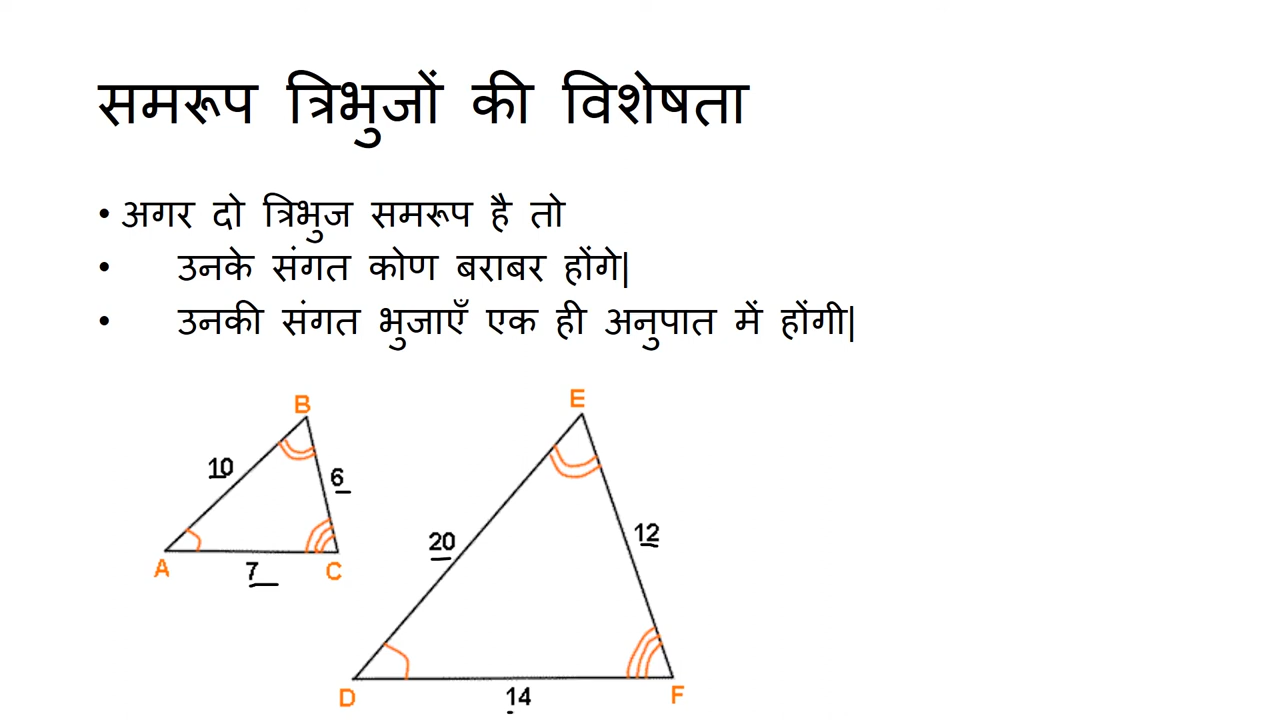 समरूप त्रिभुजों की विशेषता
• अगर दो त्रिभुज समरूप है तो
• उनके संगत कोण बराबर होंगे|
• उनकी संगत भुजाएँ एक ही अनुपात में होंगी|
B
10
6
A
7
C
E
20
12
D
14
F